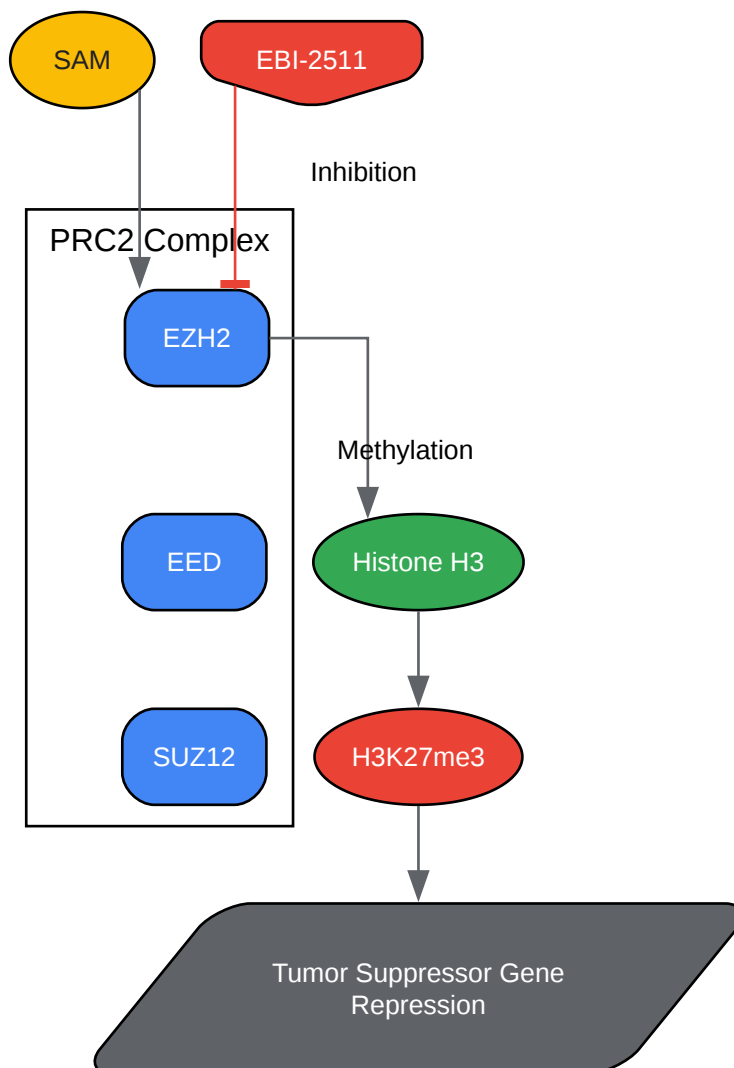 SAM
EBI-2511
Inhibition
PRC2 Complex
EZH2
Methylation
EED
Histone H3
SUZ12
H3K27me3
Tumor Suppressor Gene
Repression